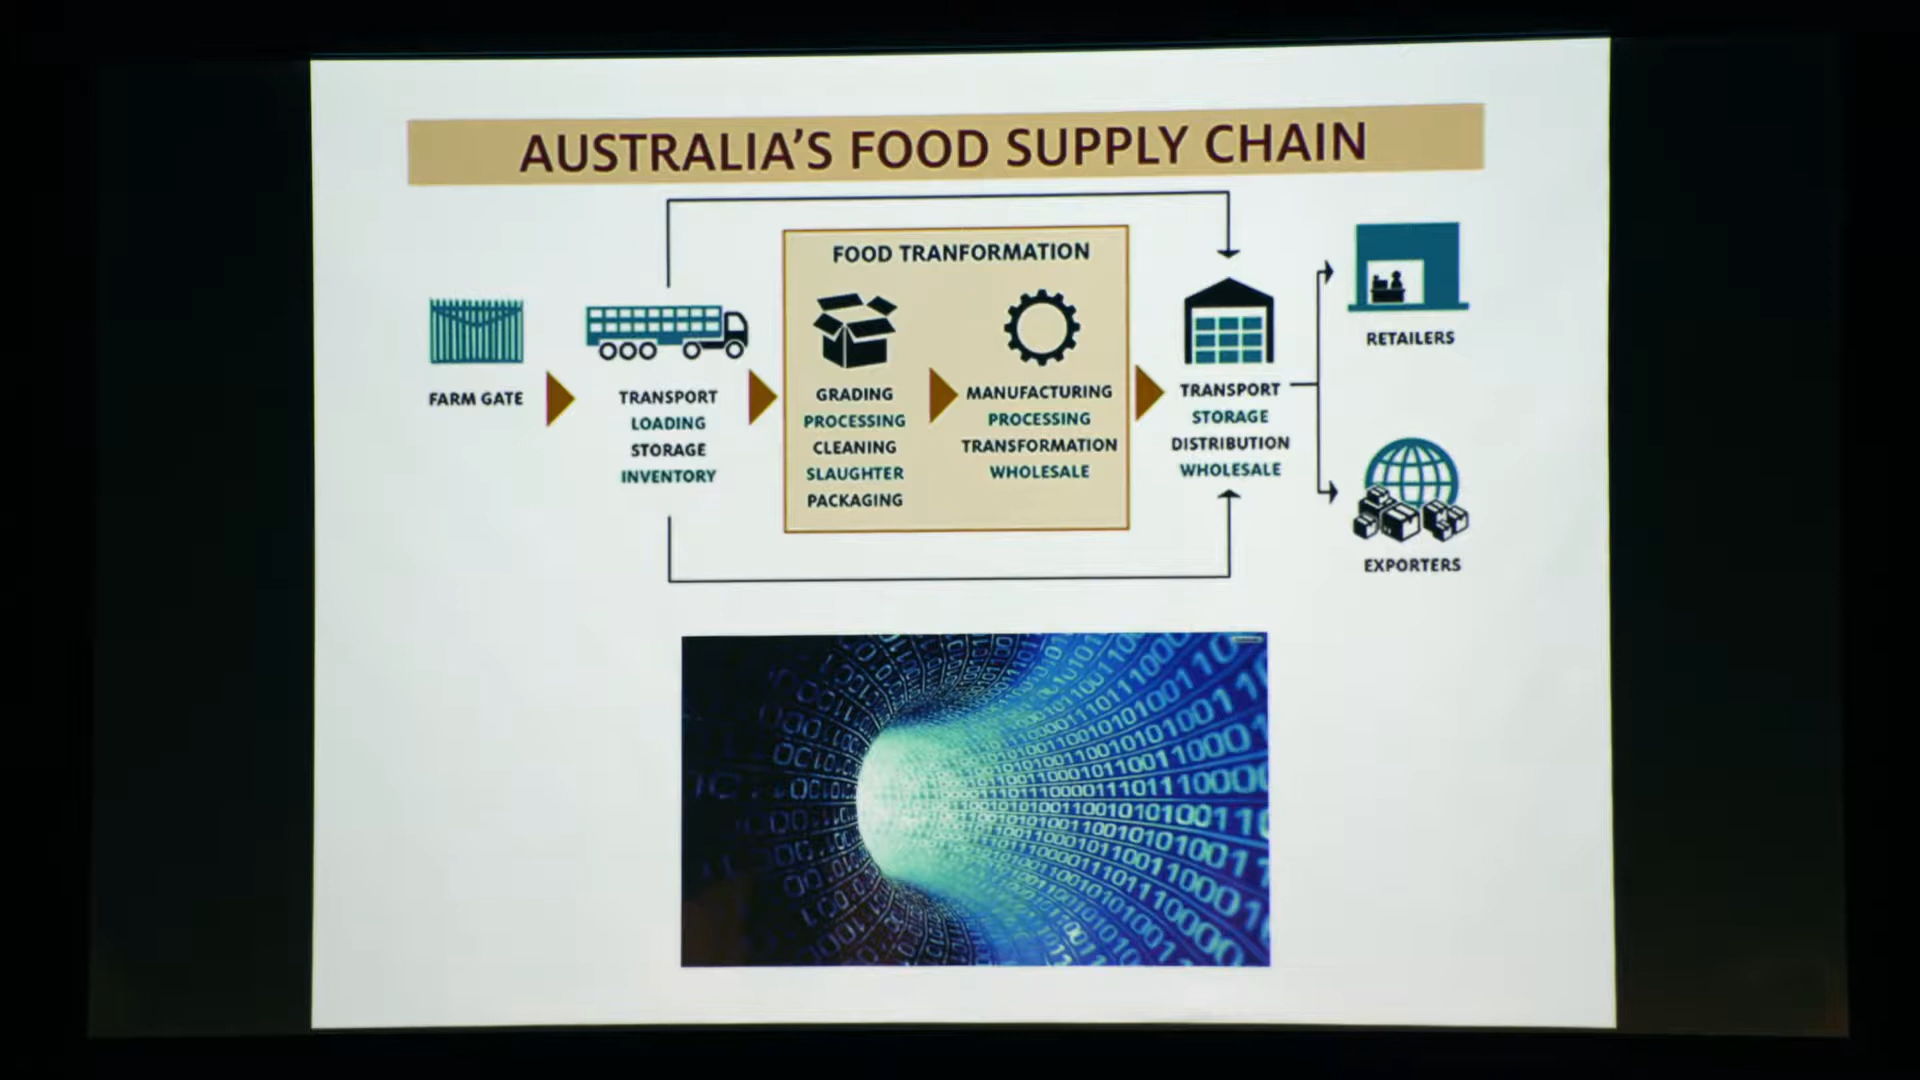 AUSTRALIA'S FOOD SUPPLY CHAIN
FARM GATE
TRANSPORT
LOADING
STORAGE
INVENTORY
FOOD TRANFORMATION
GRADING
PROCESSING
CLEANING
SLAUGHTER
PACKAGING
MANUFACTURING
PROCESSING
TRANSFORMATION
WHOLESALE
TRANSPORT
STORAGE
DISTRIBUTION
WHOLESALE
RETAILERS
EXPORTERS